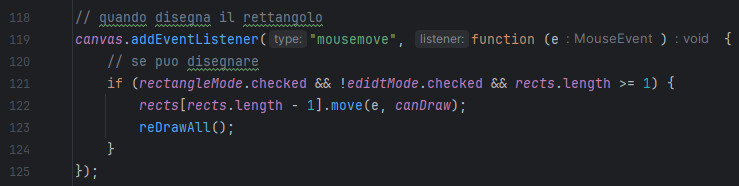 118 // quando disegna il rettangolo
119 canvas.addEventListener( type: "mousemove", listener: function (e : MouseEvent ) : void {
120 // se puo disegnare
121 if (rectangleMode.checked && !edidtMode.checked && rects.length >= 1) {
122 rects[rects.length - 1].move(e, canDraw);
123 reDrawAll();
124 }
125 });